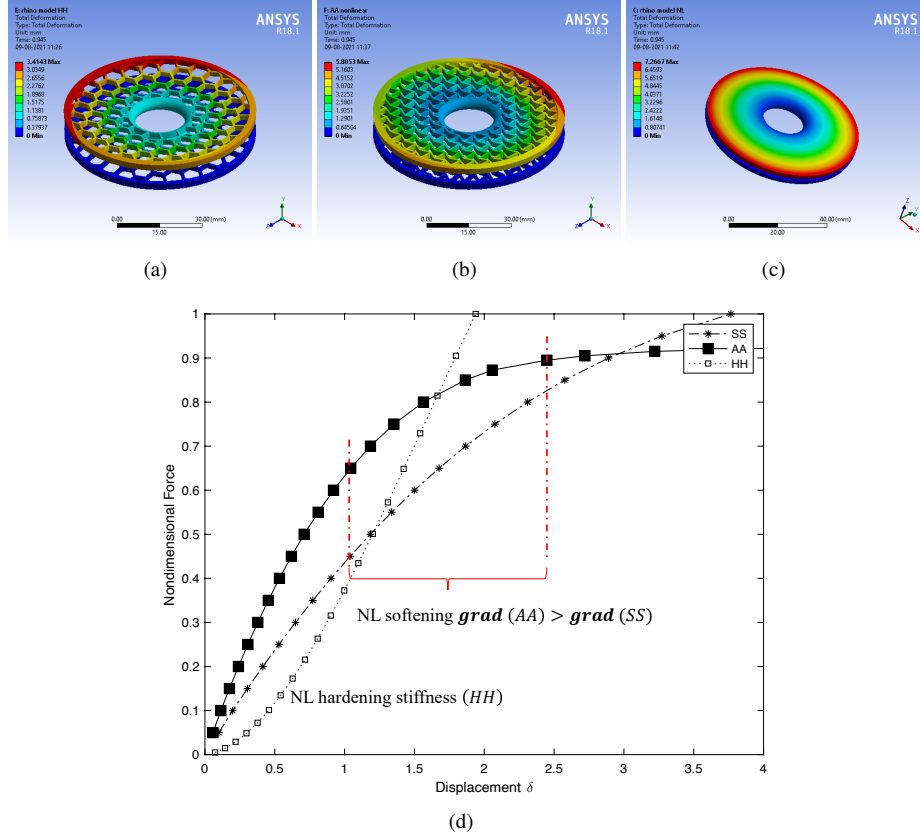 E: rhino model HH
Total Deformation
Type: Total Deformation
Unit: mm
Time: 0.945
09-08-2021 11:26
3.4143 Max
3.0349
2.6556
2.2762
1.8968
1.5175
1.1381
0.75873
0.37937
0 Min
ANSYS
R18.1
0.00
30.00 (mm)
15.00
Y
Z
X
F: AA nonlinear
Total Deformation
Type: Total Deformation
Unit: mm
Time: 0.945
09-08-2021 11:37
5.8053 Max
5.1603
4.5152
3.8702
3.2252
2.5801
1.9351
1.2901
0.64504
0 Min
ANSYS
R18.1
0.00
30.00 (mm)
15.00
Y
Z
X
C: rhino model NL
Total Deformation
Type: Total Deformation
Unit: mm
Time: 0.945
09-08-2021 11:42
7.2667 Max
6.4593
5.6519
4.8445
4.0371
3.2296
2.4222
1.6148
0.80741
0 Min
ANSYS
R18.1
0.00
40.00 (mm)
20.00
Z
Y
X
(a)
(b)
(c)
1
0.9
0.8
0.7
0.6
0.5
0.4
0.3
0.2
0.1
0
Nondimensional Force
SS
AA
HH
NL softening grad (AA) > grad (SS)
NL hardening stiffness (HH)
0 0.5 1 1.5 2 2.5 3 3.5 4
Displacement δ
(d)